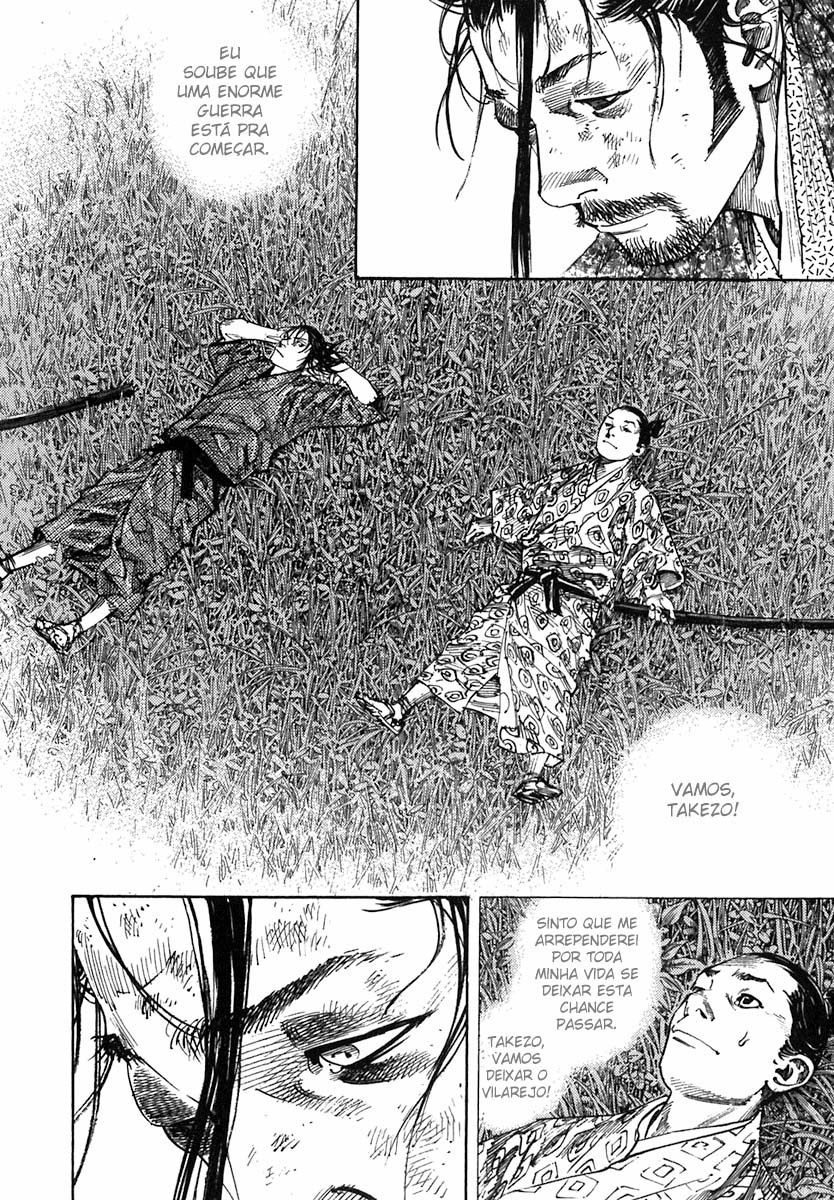 EU
SOUBE QUE
UMA ENORME
GUERRA
ESTÁ PRA
COMEÇAR.
VAMOS,
TAKEZO!
SINTO QUE ME
ARREPENDEREI
POR TODA
MINHA VIDA SE
DEIXAR ESTA
CHANCE
PASSAR.
TAKEZO,
VAMOS
DEIXAR O
VILAREJO!